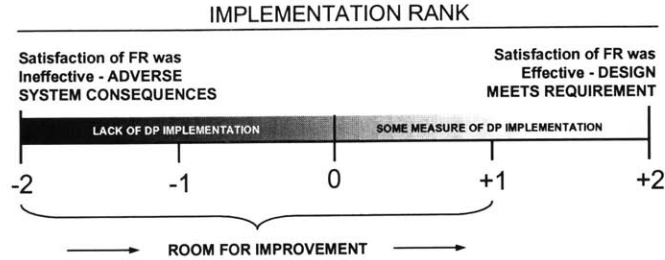 IMPLEMENTATION RANK
Satisfaction of FR was
Ineffective - ADVERSE
SYSTEM CONSEQUENCES
Satisfaction of FR was
Effective - DESIGN
MEETS REQUIREMENT
LACK OF DP IMPLEMENTATION
SOME MEASURE OF DP IMPLEMENTATION
-2
-1
0
+1
+2
ROOM FOR IMPROVEMENT